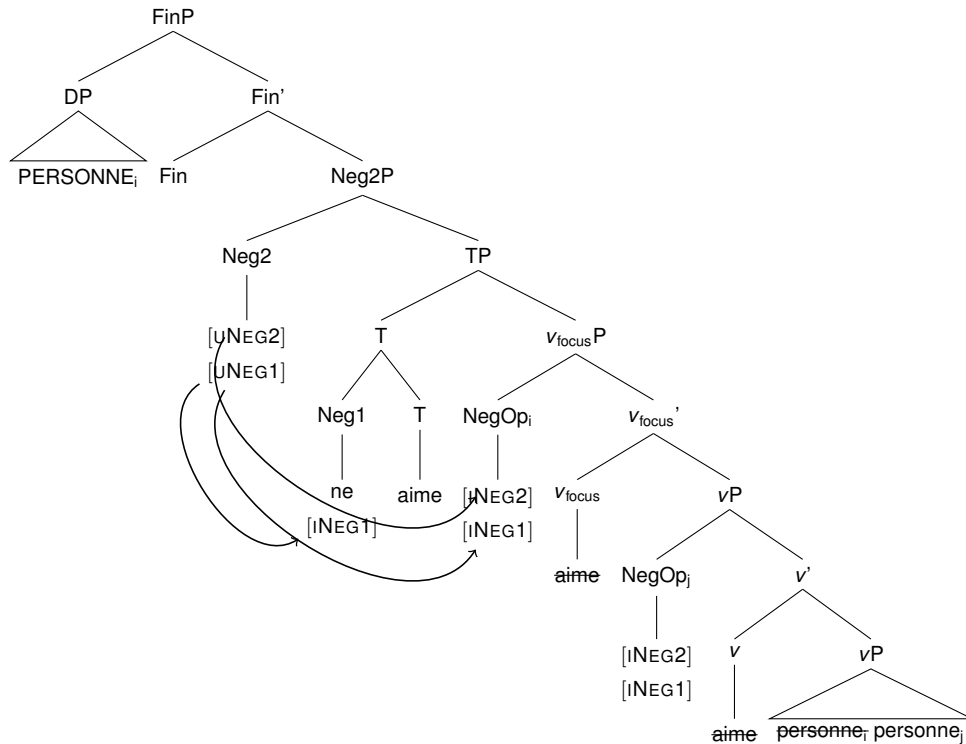 FinP
DP Fin'
PERSONNEi Fin Neg2P
Neg2 TP
[UNEG2] T vfocusP
[UNEG1]
Neg1 T NegOpi vfocus'
ne aime [INEG2] vfocus vP
[INEG1] [INEG1]
aime NegOpj v'
[INEG2] v vP
[INEG1]
aime personnei personnej